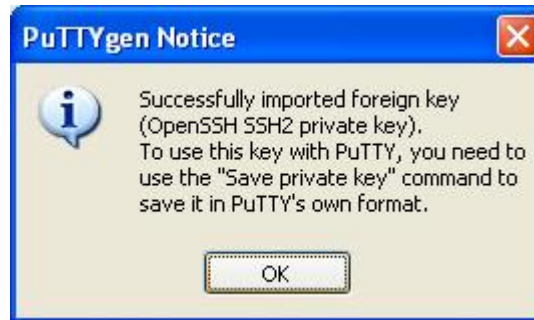 PuTTYgen Notice
Successfully imported foreign key
(OpenSSH SSH2 private key).
To use this key with PuTTY, you need to
use the "Save private key" command to
save it in PuTTY's own format.
OK